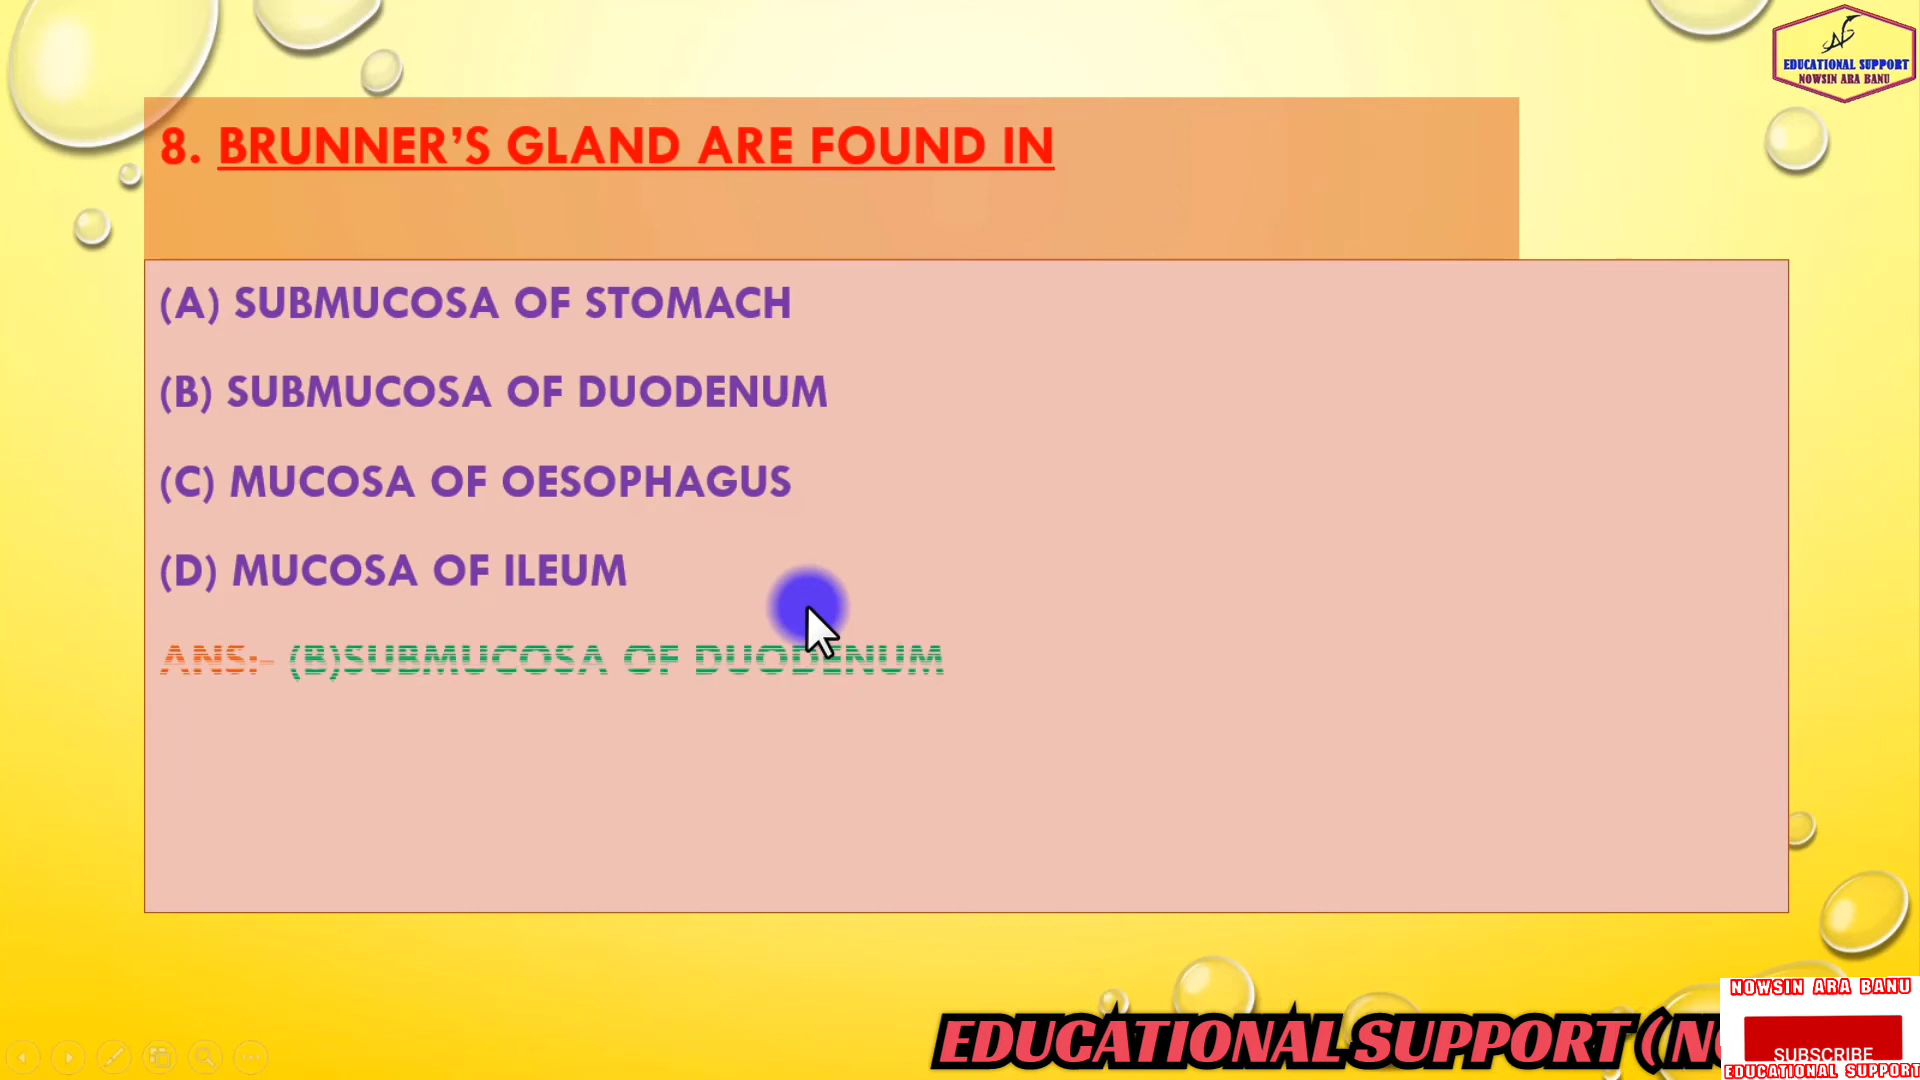 EDUCATIONAL SUPPORT
NOWSIN ARA BANU
8. BRUNNER’S GLAND ARE FOUND IN
(A) SUBMUCOSA OF STOMACH
(B) SUBMUCOSA OF DUODENUM
(C) MUCOSA OF OESOPHAGUS
(D) MUCOSA OF ILEUM
ANS:- (B)SUBMUCOSA OF DUODENUM
EDUCATIONAL SUPPORT (
NOWSIN ARA BANU
SUBSCRIBE
EDUCATIONAL SUPPORT